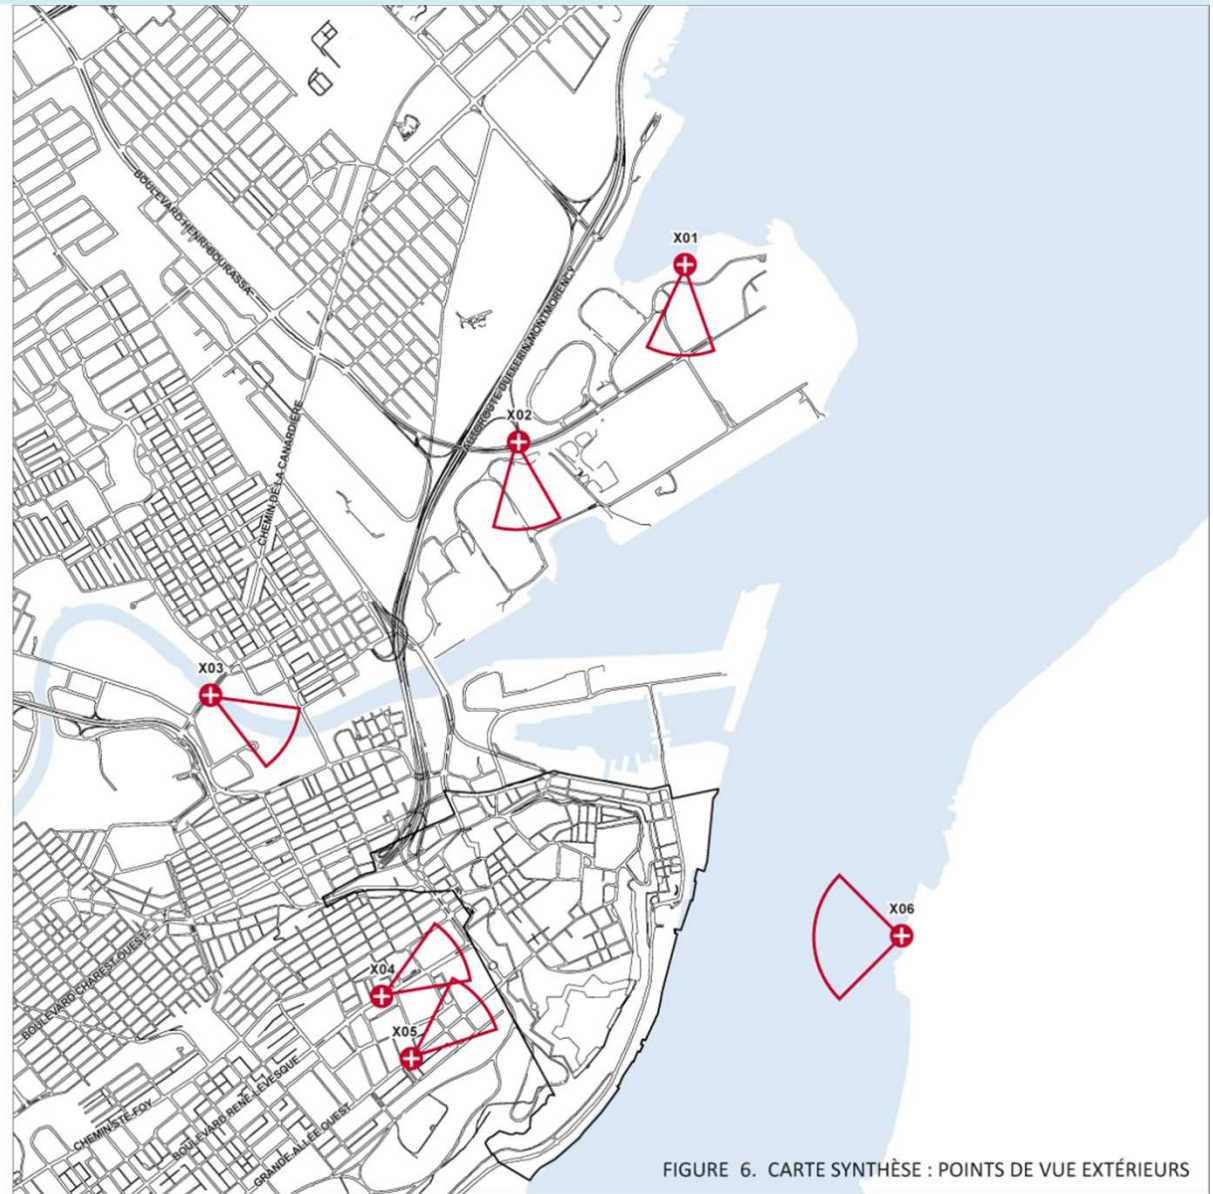 X01
BOULEVARD HENRI-BOURASSA
AUTOROUTE DUFFERIN-MONTMORENCY
X02
CHEMIN DE LA CANARDIÈRE
X03
X06
BOULEVARD CHAREST OUEST
X04
X05
BOULEVARD RENÉ-LÉVESQUE
CHEMIN STE-FOY
GRANDE ALLÉE OUEST
FIGURE 6. CARTE SYNTHÈSE : POINTS DE VUE EXTÉRIEURS